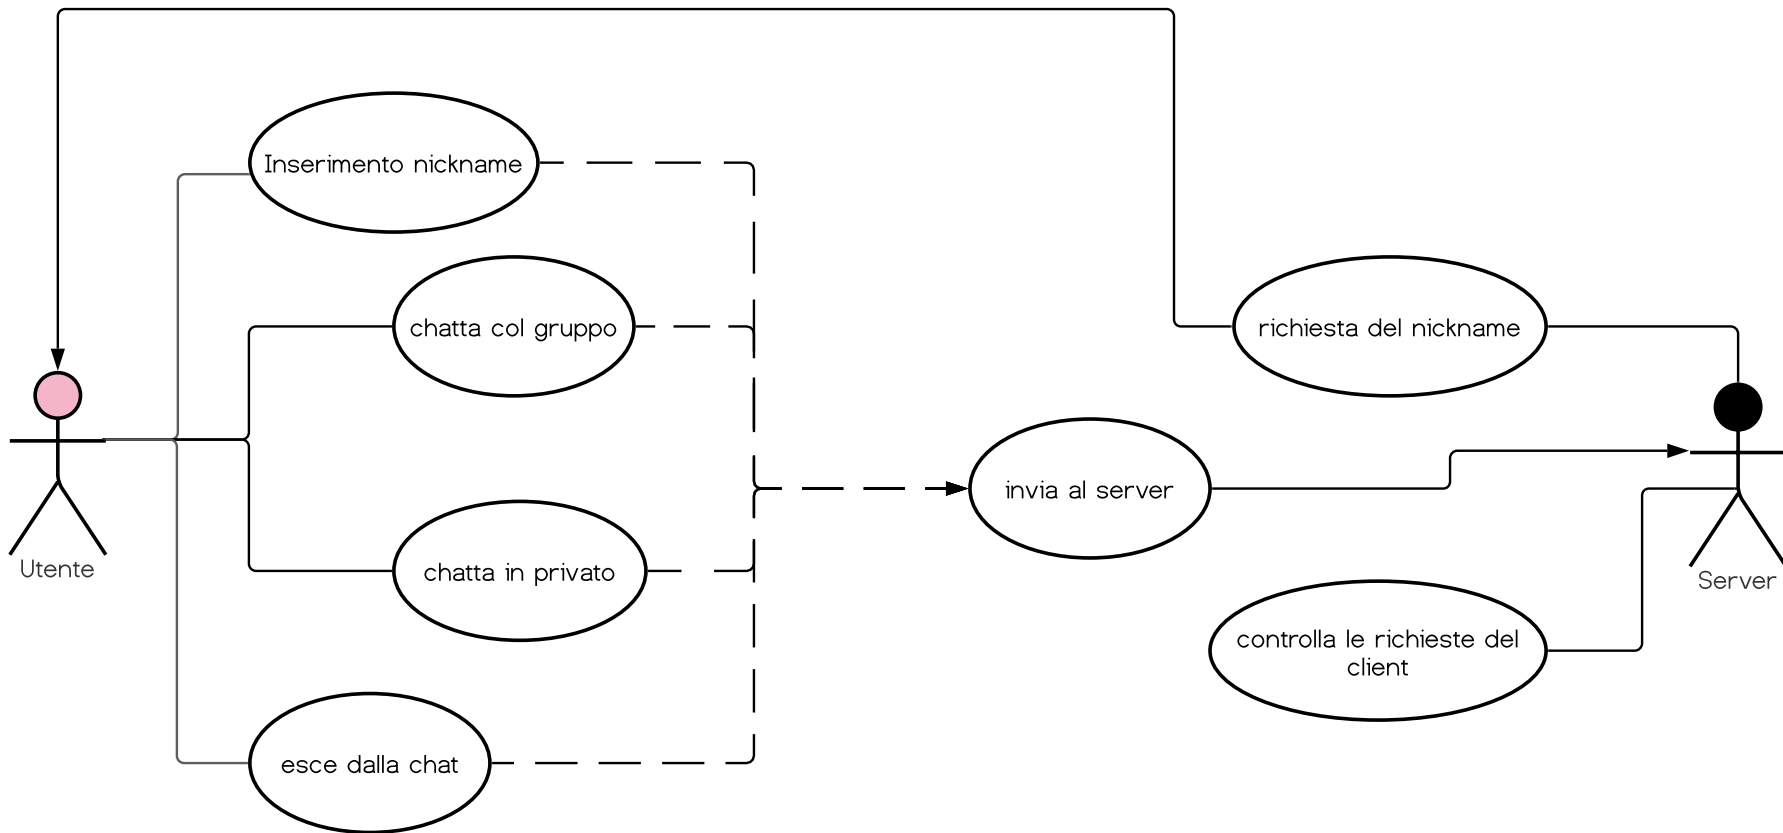 Inserimento nickname
chatta col gruppo
richiesta del nickname
invia al server
Utente
chatta in privato
Server
controlla le richieste del
client
esce dalla chat